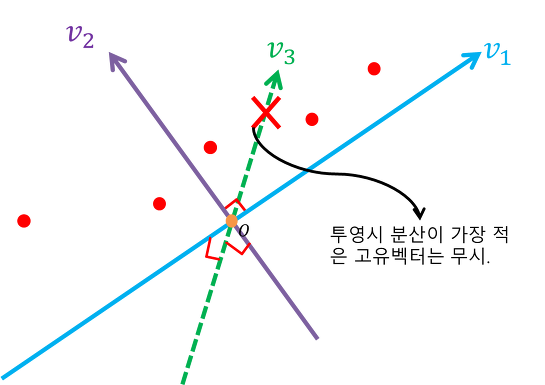 v₂
v₃
v₁
o
투영시 분산이 가장 적
은 고유벡터는 무시.